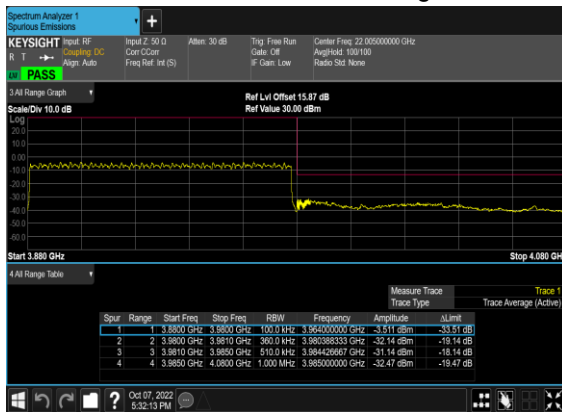 Spectrum Analyzer 1
Spurious Emissions
+
KEYSIGHT Input: RF Input Z: 50 Ω Atten: 30 dB Trig: Free Run Center Freq: 22.005000000 GHz
R T Coupling: DC Corr CCorr Gate: Off Avg|Hold: 100/100
Align: Auto Freq Ref: Int (S) IF Gain: Low Radio Std: None
PASS
3 All Range Graph
Ref Lvl Offset 15.87 dB
Scale/Div 10.0 dB Ref Value 30.00 dBm
Log
20.0
10.0
0.00
-10.0
-20.0
-30.0
-40.0
-50.0
-60.0
Start 3.880 GHz Stop 4.080 GH
4 All Range Table
Measure Trace Trace 1
Trace Type Trace Average (Active)
Spur Range Start Freq Stop Freq RBW Frequency Amplitude ΔLimit
1 1 3.8800 GHz 3.9800 GHz 100.0 kHz 3.964000000 GHz -3.511 dBm -33.51 dB
2 2 3.9800 GHz 3.9810 GHz 360.0 kHz 3.980388333 GHz -32.14 dBm -19.14 dB
3 3 3.9810 GHz 3.9850 GHz 510.0 kHz 3.984426667 GHz -31.14 dBm -18.14 dB
4 4 3.9850 GHz 4.0800 GHz 1.000 MHz 3.985000000 GHz -32.47 dBm -19.47 dB
? Oct 07, 2022
5:32:13 PM